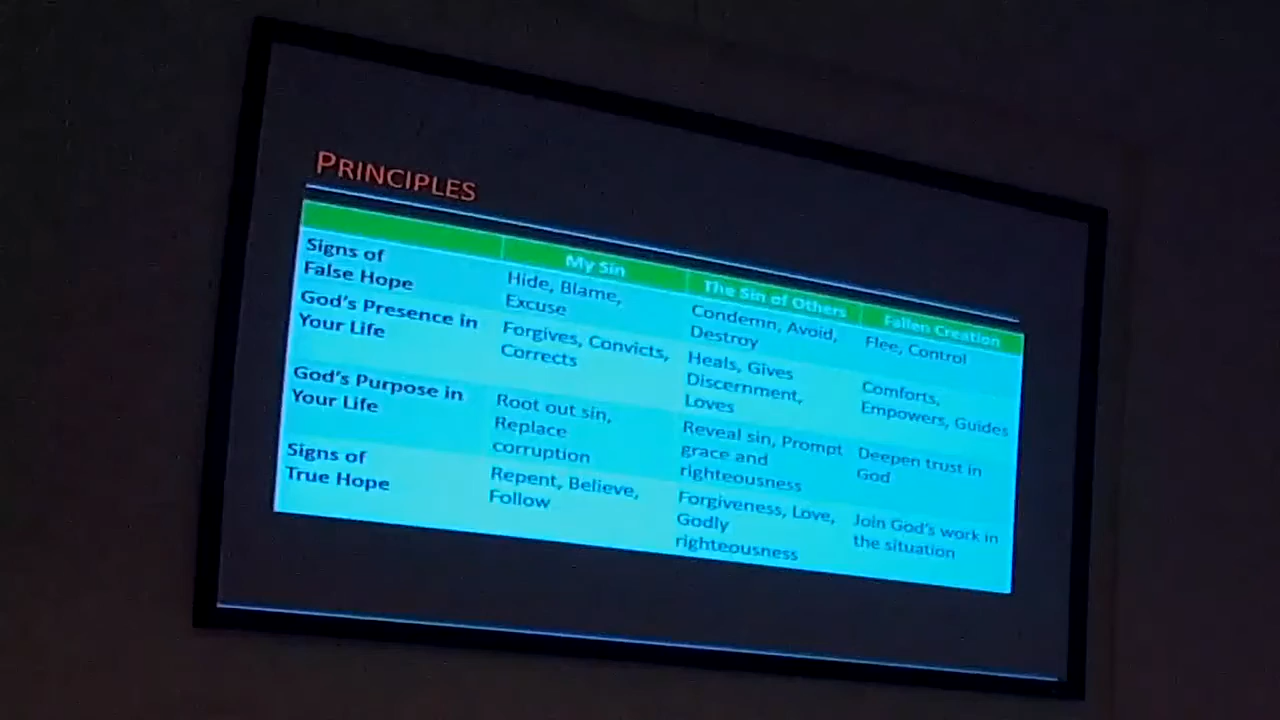 PRINCIPLES
My Sin
The Sin of Others
Fallen Creation
Signs of
False Hope
Hide, Blame,
Excuse
Condemn, Avoid,
Destroy
Flee, Control
God's Presence in
Your Life
Forgives, Convicts,
Corrects
Heals, Gives
Discernment,
Loves
Comforts,
Empowers, Guides
God's Purpose in
Your Life
Root out sin,
Replace
corruption
Reveal sin, Prompt
grace and
righteousness
Deepen trust in
God
Signs of
True Hope
Repent, Believe,
Follow
Forgiveness, Love,
Godly
righteousness
Join God's work in
the situation